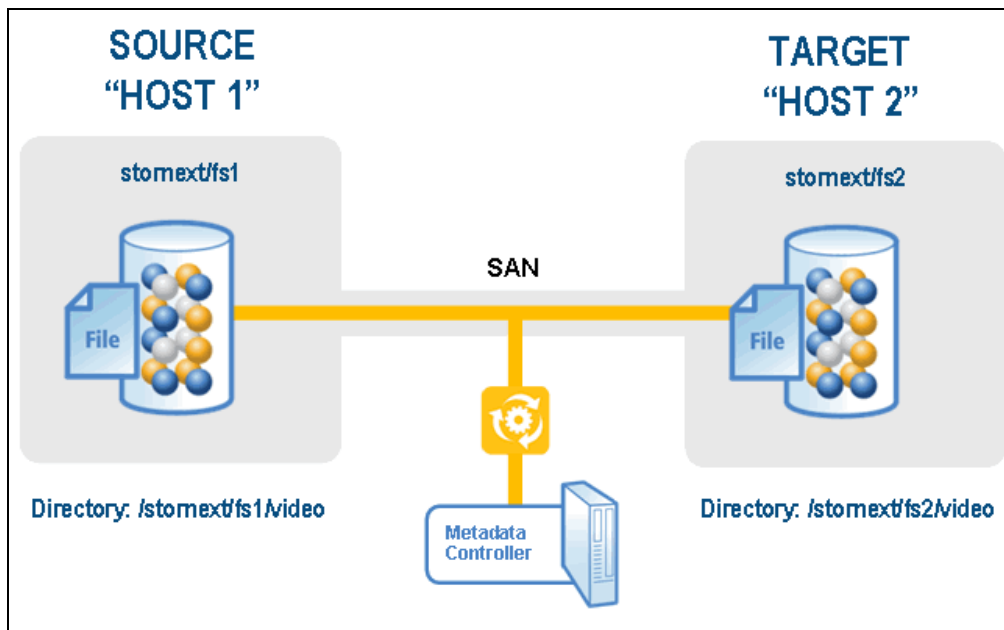 SOURCE
“HOST 1”
TARGET
“HOST 2”
stornext/fs1
stornext/fs2
SAN
File
File
Directory: /stornext/fs1/video
Directory: /stornext/fs2/video
Metadata
Controller